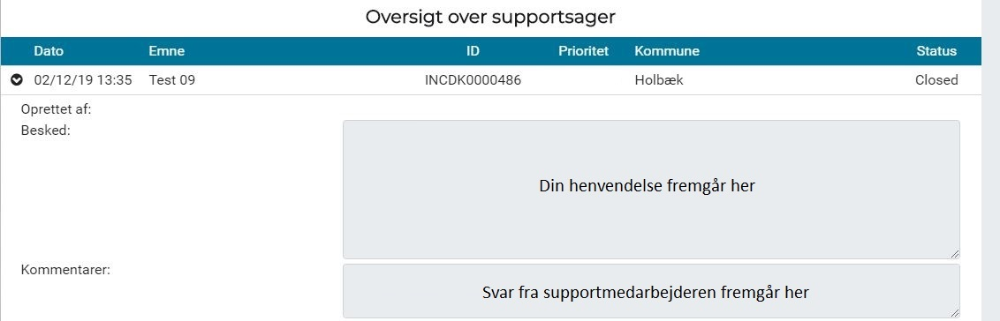 Oversigt over supportsager
Dato Emne ID Prioritet Kommune Status
02/12/19 13:35 Test 09 INCDK0000486 Holbæk Closed
Oprettet af:
Besked:
Din henvendelse fremgår her
Kommentarer:
Svar fra supportmedarbejderen fremgår her